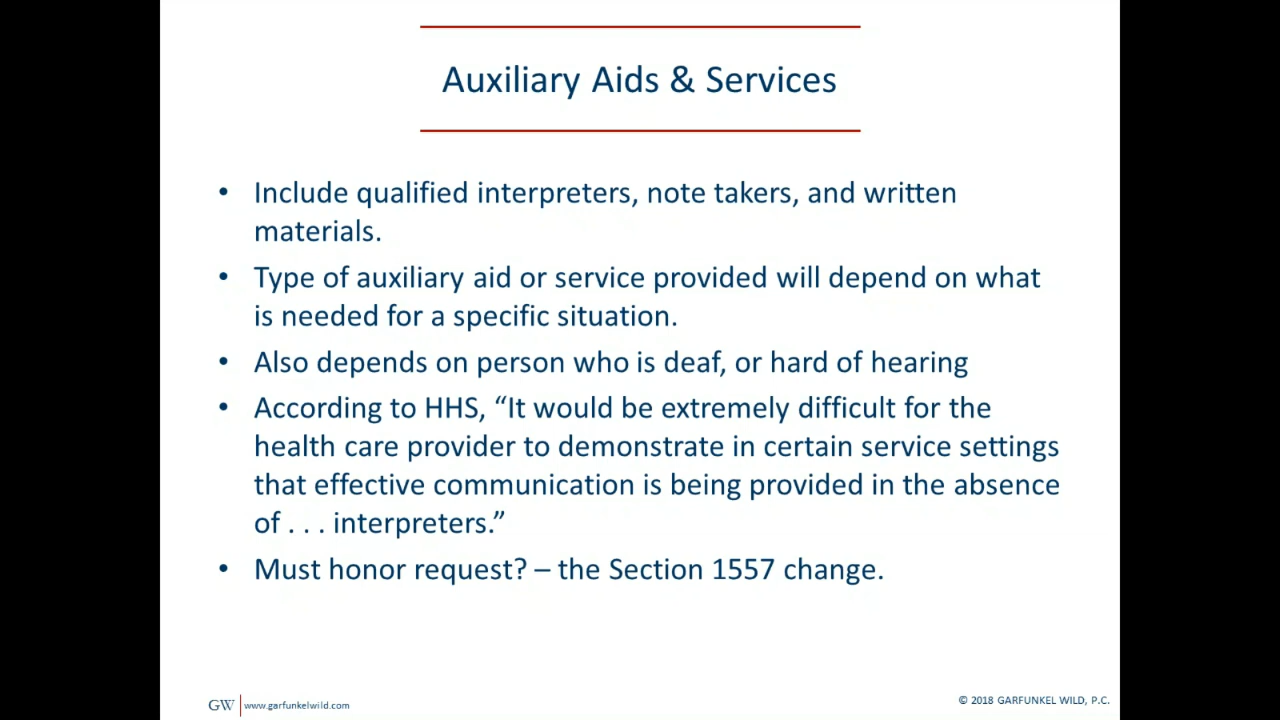 Auxiliary Aids & Services
• Include qualified interpreters, note takers, and written
materials.
• Type of auxiliary aid or service provided will depend on what
is needed for a specific situation.
• Also depends on person who is deaf, or hard of hearing
• According to HHS, “It would be extremely difficult for the
health care provider to demonstrate in certain service settings
that effective communication is being provided in the absence
of . . . interpreters.”
• Must honor request? – the Section 1557 change.
GW www.garfunkelwild.com
© 2018 GARFUNKEL WILD, P.C.